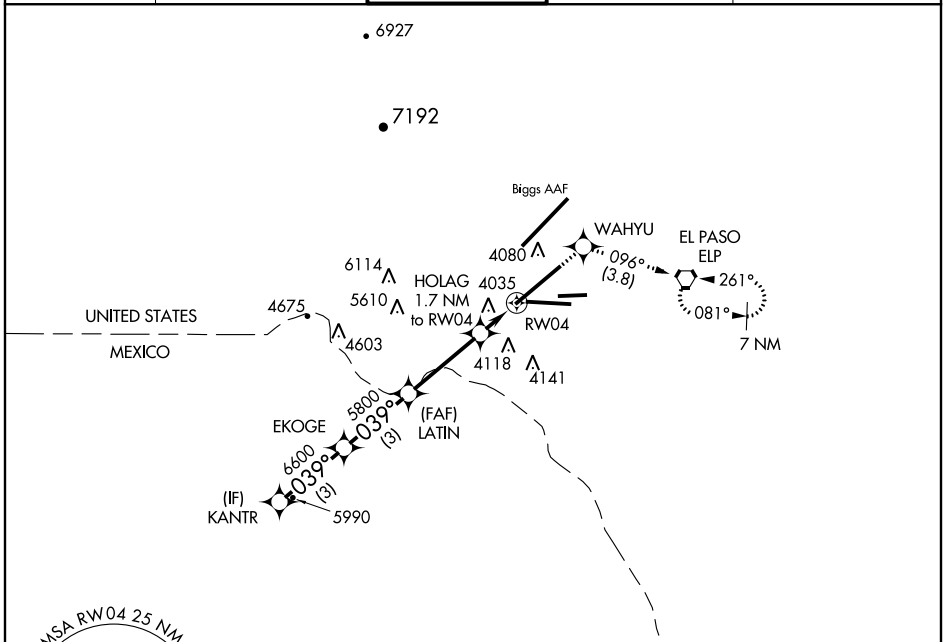 6927
7192
Biggs AAF
WAHYU
4080
096°
(3.8)
EL PASO
ELP
261°
081°
7 NM
6114
5610
HOLAG
1.7 NM
to RW04
4035
RW04
4675
UNITED STATES
MEXICO
4603
4118
4141
5800
039°
(3)
(FAF)
LATIN
EKOGE
6600
039°
(3)
(IF)
KANTR
5990
MSA RW04 25 NM